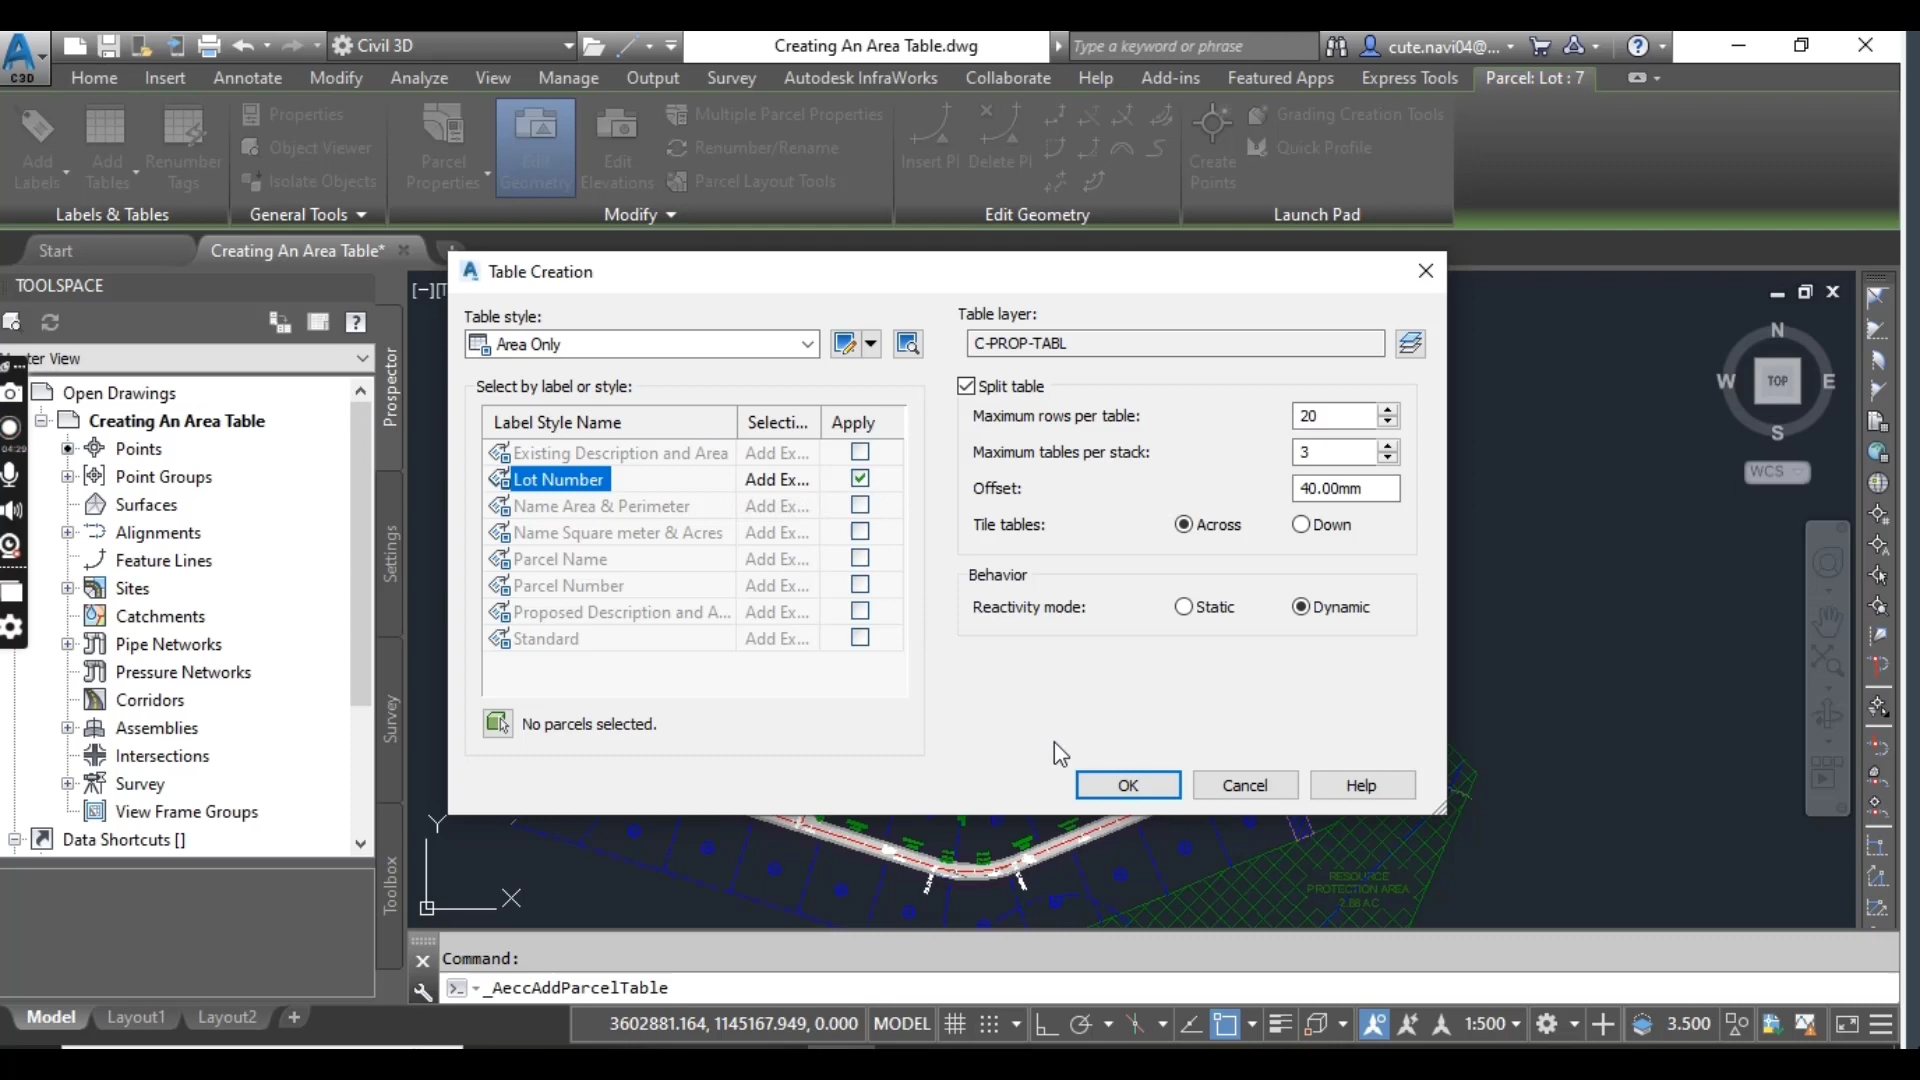 C3D
Civil 3D
Creating An Area Table.dwg
Type a keyword or phrase
cute.navi04@...
Home
Insert
Annotate
Modify
Analyze
View
Manage
Output
Survey
Autodesk InfraWorks
Collaborate
Help
Add-ins
Featured Apps
Express Tools
Parcel: Lot : 7
Add Labels
Add Tables
Renumber Tags
Properties
Object Viewer
Isolate Objects
Parcel Properties
Edit Geometry
Edit Elevations
Multiple Parcel Properties
Renumber/Rename
Parcel Layout Tools
Insert PI
Delete PI
Create Points
Grading Creation Tools
Quick Profile
Labels & Tables
General Tools
Modify
Edit Geometry
Launch Pad
Start
Creating An Area Table*
TOOLSPACE
ter View
Open Drawings
Creating An Area Table
Points
Point Groups
Surfaces
Alignments
Feature Lines
Sites
Catchments
Pipe Networks
Pressure Networks
Corridors
Assemblies
Intersections
Survey
View Frame Groups
Data Shortcuts []
04:29
Prospector
Settings
Survey
Toolbox
[−][T
Table Creation
Table style:
Area Only
Table layer:
C-PROP-TABL
Select by label or style:
Label Style Name
Selecti...
Apply
Existing Description and Area
Add Ex...
Lot Number
Add Ex...
Name Area & Perimeter
Add Ex...
Name Square meter & Acres
Add Ex...
Parcel Name
Add Ex...
Parcel Number
Add Ex...
Proposed Description and A...
Add Ex...
Standard
Add Ex...
No parcels selected.
Split table
Maximum rows per table:
20
Maximum tables per stack:
3
Offset:
40.00mm
Tile tables:
Across
Down
Behavior
Reactivity mode:
Static
Dynamic
OK
Cancel
Help
N
W
TOP
E
S
WCS
RESOURCE
PROTECTION AREA
Y
X
Command:
_AeccAddParcelTable
Model
Layout1
Layout2
3602881.164, 1145167.949, 0.000
MODEL
1:500
3.500